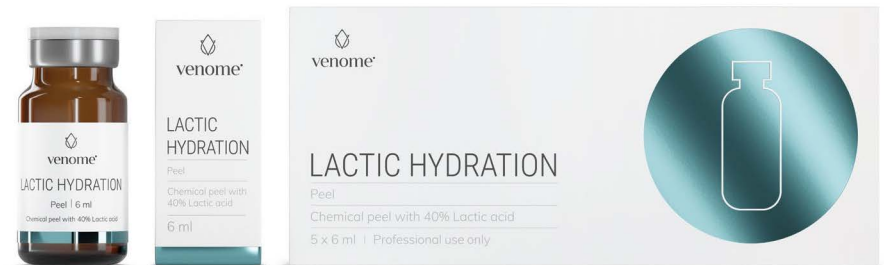 venome
LACTIC HYDRATION
Peel | 6 ml
Chemical peel with 40% Lactic acid
venome
LACTIC
HYDRATION
Peel
Chemical peel with
40% Lactic acid
6 ml
venome
LACTIC HYDRATION
Peel
Chemical peel with 40% Lactic acid
5 x 6 ml | Professional use only